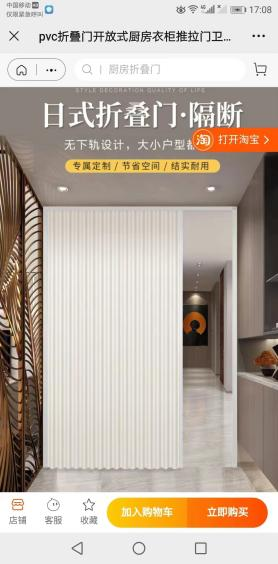 中国移动 HD
仅限紧急呼叫
4G
17:08
pvc折叠门开放式厨房衣柜推拉门卫...
厨房折叠门
STYLE DECORATION QUALITY OF LIFE
日式折叠门·隔断
淘 打开淘宝
无下轨设计，大小户型都
专属定制 / 节省空间 / 结实耐用
店铺
客服
收藏
加入购物车
立即购买